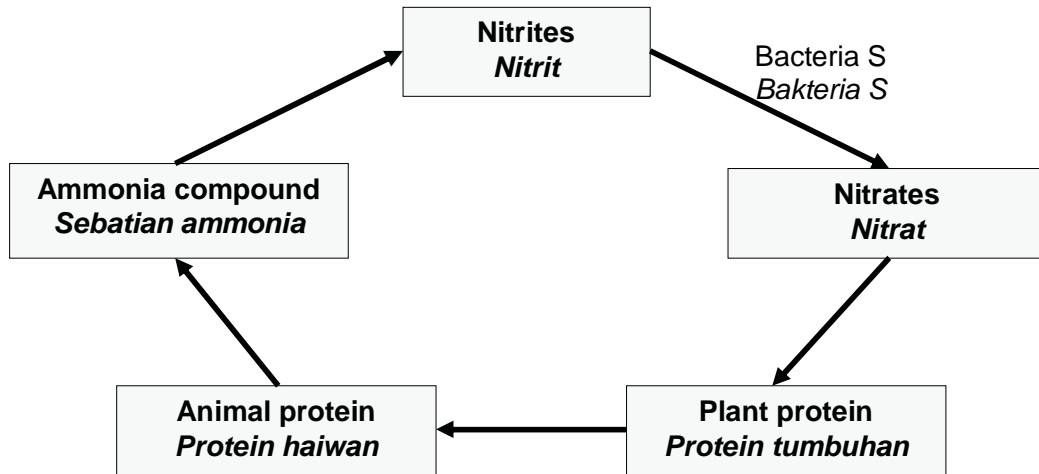 Nitrites
Nitrit
Bacteria S
Bakteria S
Ammonia compound
Sebatian ammonia
Nitrates
Nitrat
Animal protein
Protein haiwan
Plant protein
Protein tumbuhan